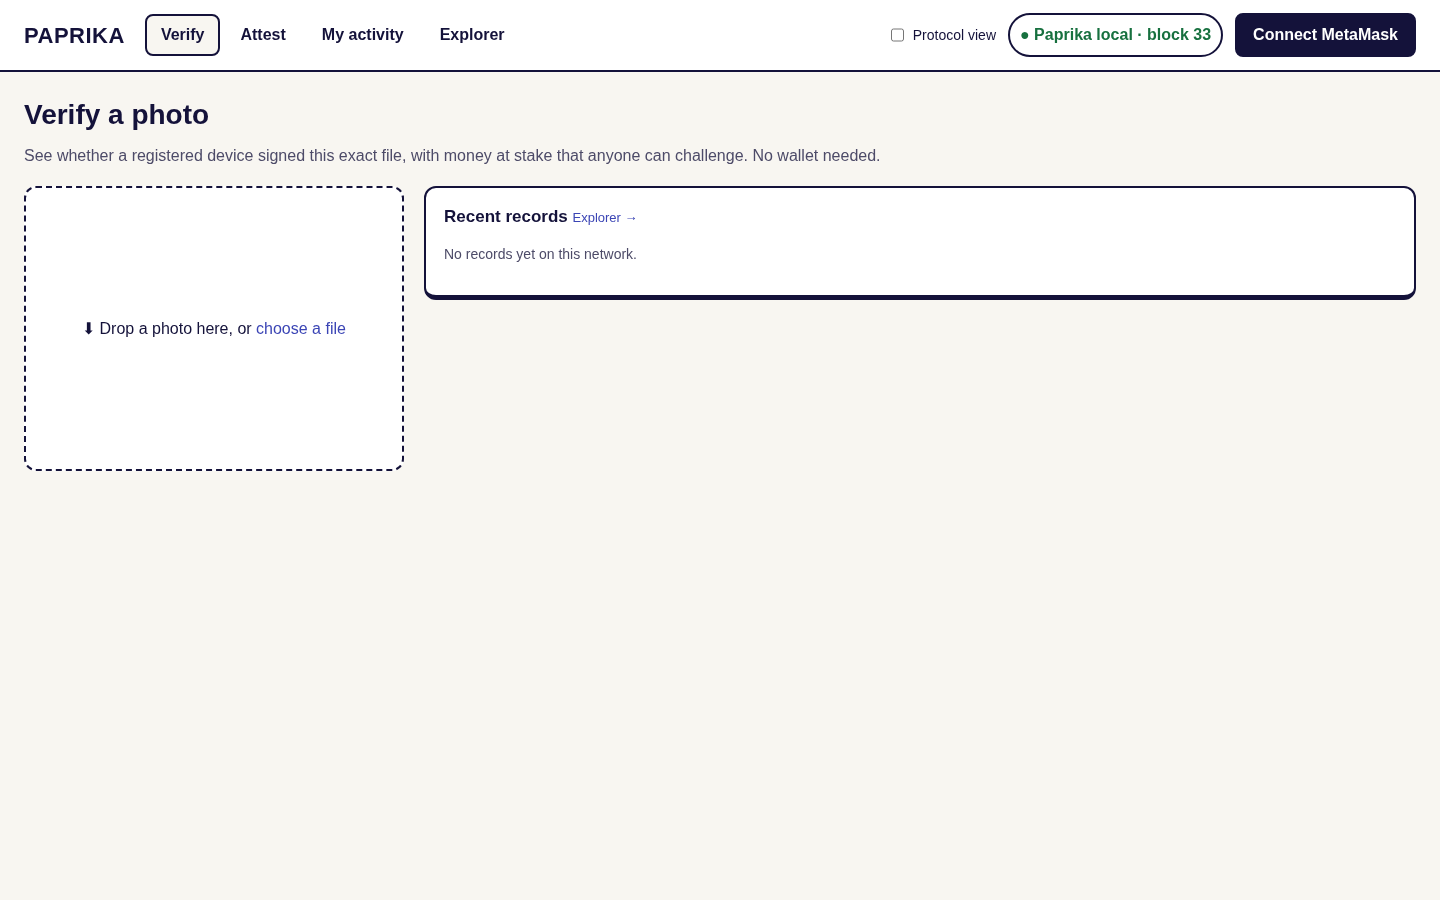 PAPRIKA Verify Attest My activity Explorer Protocol view ● Paprika local · block 33 Connect MetaMask
Verify a photo
See whether a registered device signed this exact file, with money at stake that anyone can challenge. No wallet needed.
⬇ Drop a photo here, or choose a file
Recent records Explorer →
No records yet on this network.